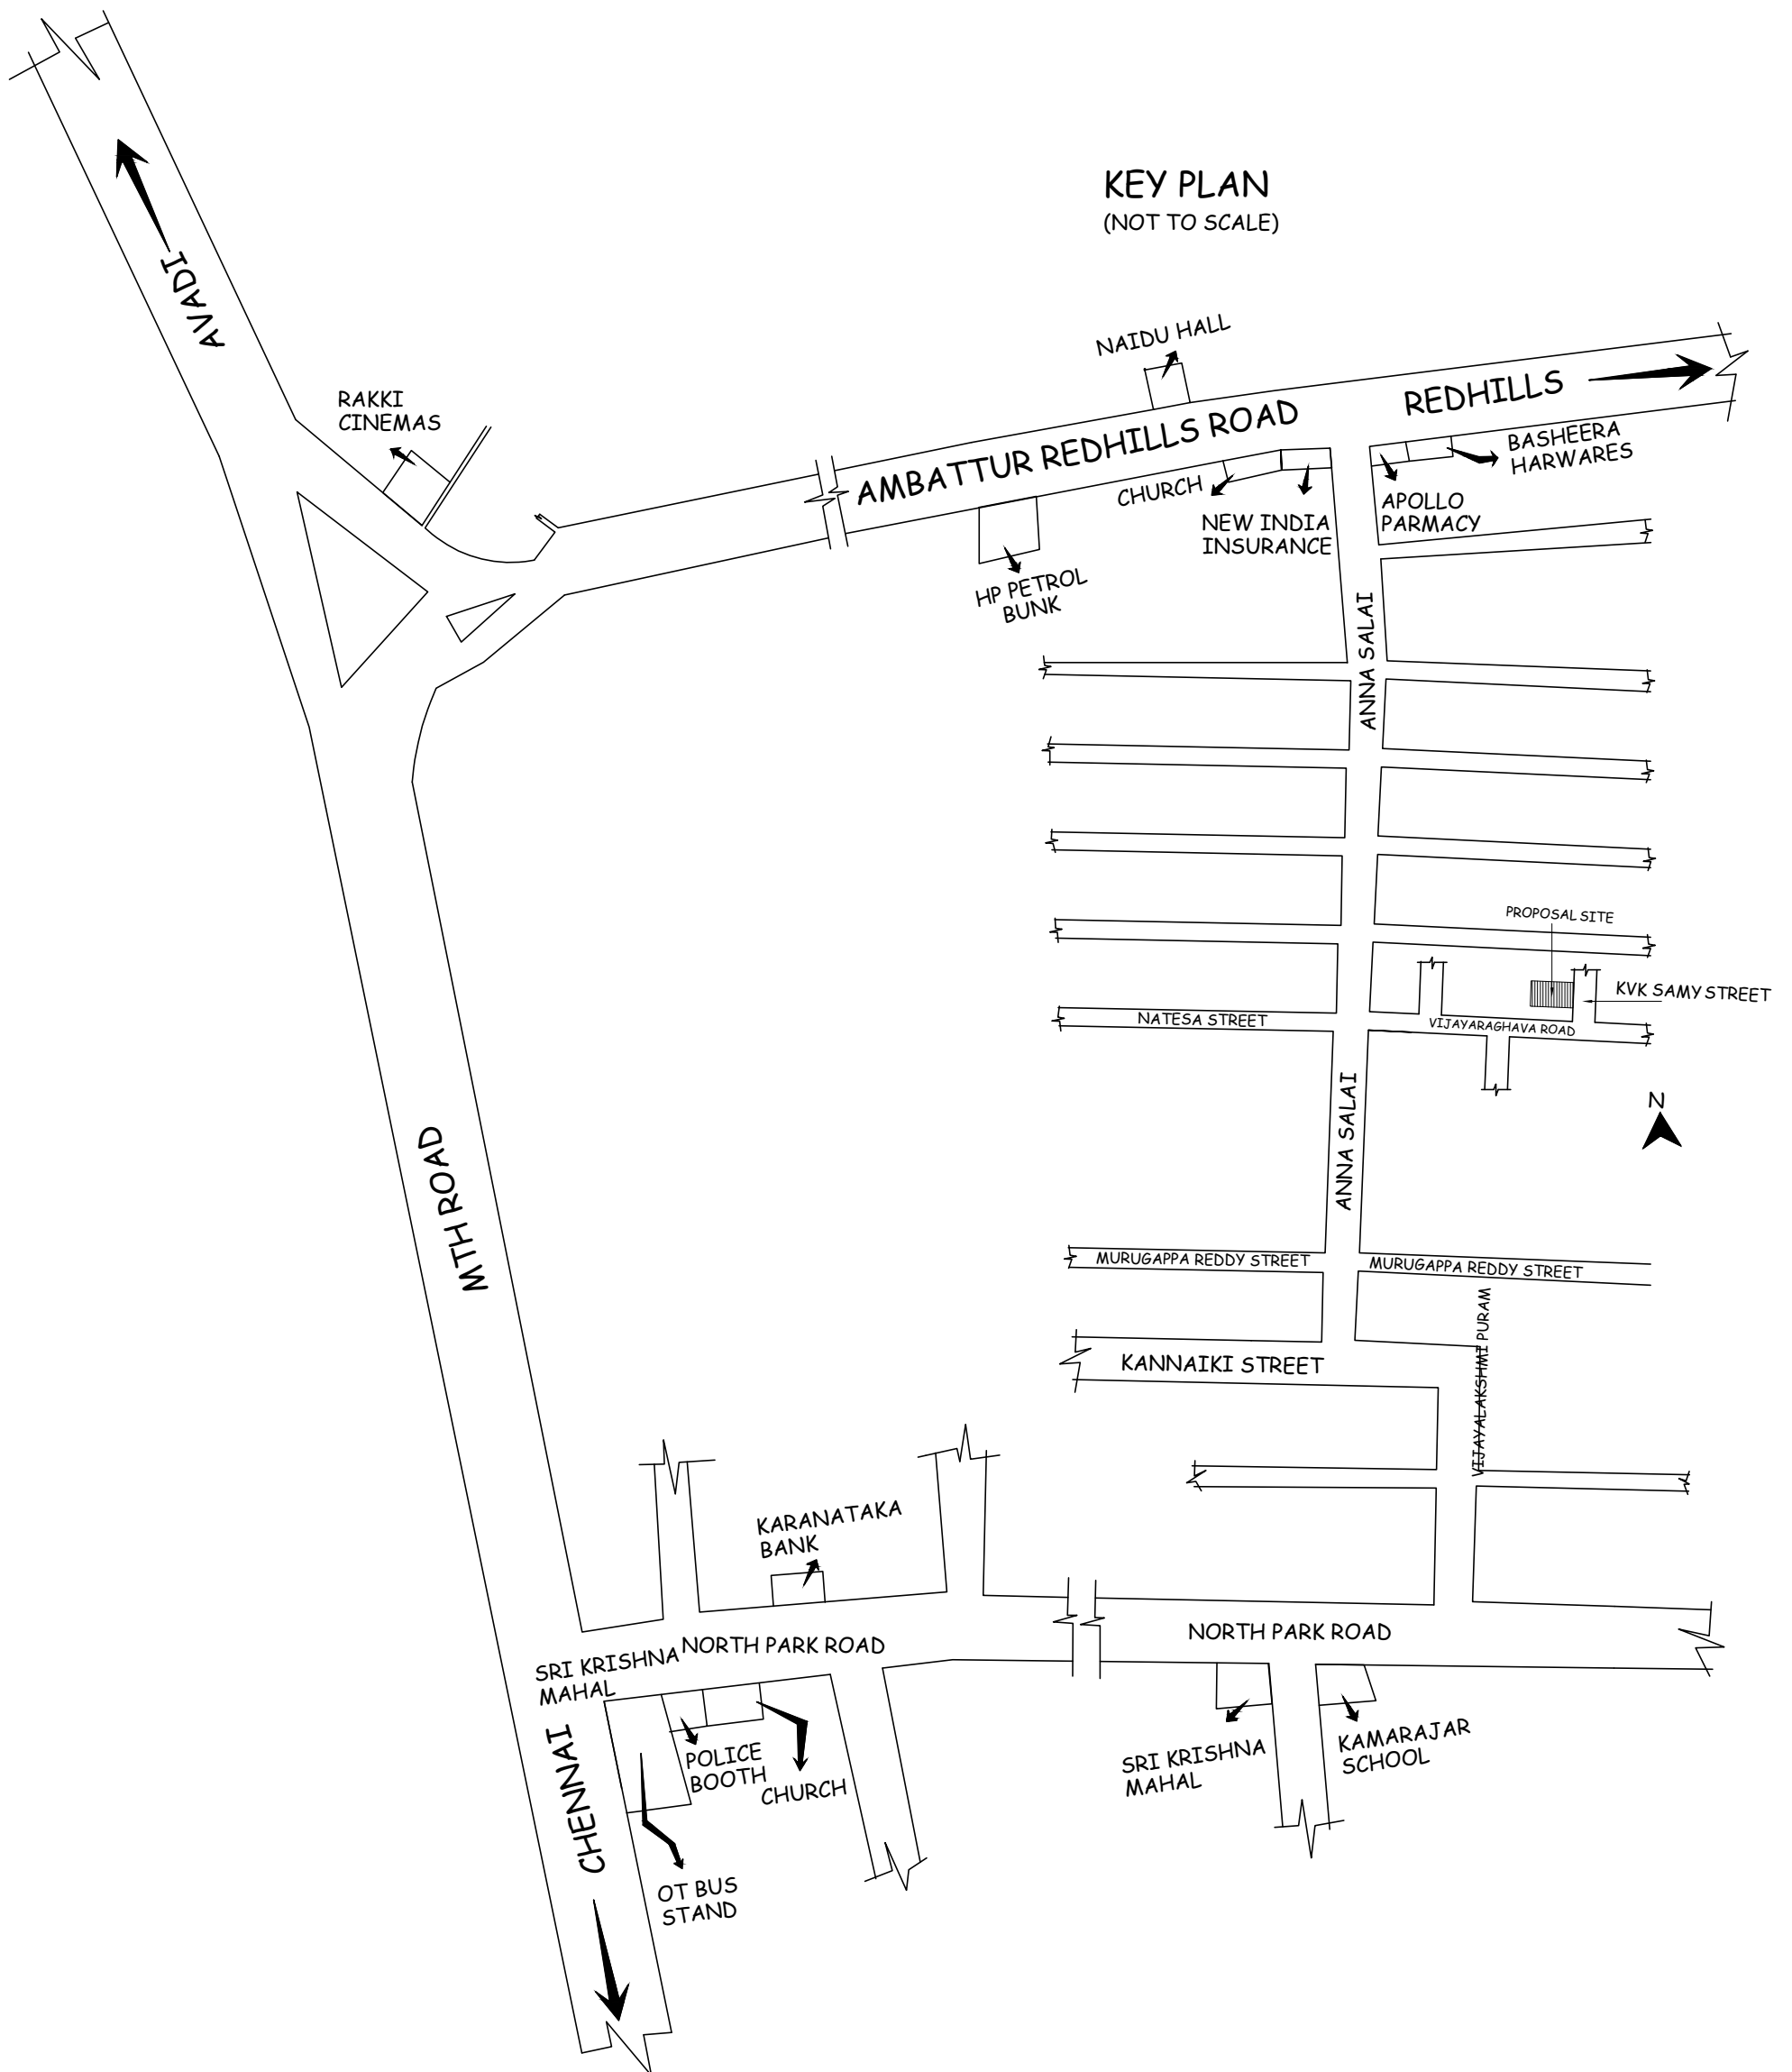 KEY PLAN
(NOT TO SCALE)
AVADI
RAKKI
CINEMAS
NAIDU HALL
AMBATTUR REDHILLS ROAD
REDHILLS
BASHEERA
HARWARES
CHURCH
APOLLO
PARMACY
NEW INDIA
INSURANCE
HP PETROL
BUNK
ANNA SALAI
PROPOSAL SITE
KVK SAMY STREET
NATESA STREET
VIJAYARAGHAVA ROAD
ANNA SALAI
N
MTH ROAD
MURUGAPPA REDDY STREET
MURUGAPPA REDDY STREET
VIJAYALAKSHMI PURAM
KANNAIKI STREET
KARANATAKA
BANK
NORTH PARK ROAD
NORTH PARK ROAD
SRI KRISHNA
MAHAL
CHENNAI
POLICE
BOOTH
CHURCH
SRI KRISHNA
MAHAL
KAMARAJAR
SCHOOL
OT BUS
STAND